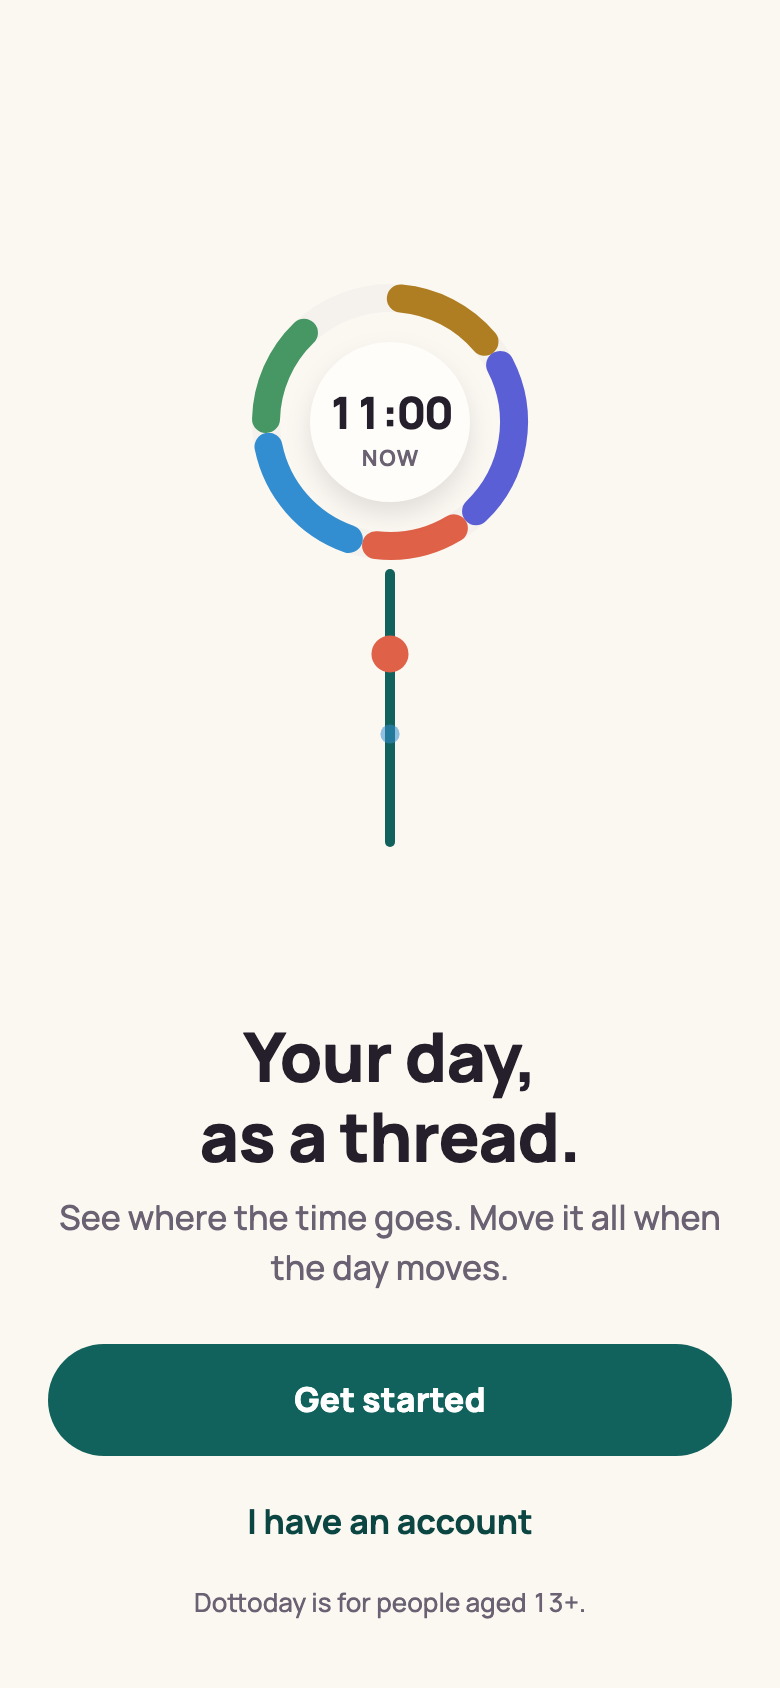 11:00
NOW
Your day,
as a thread.
See where the time goes. Move it all when
the day moves.
Get started
I have an account
Dottoday is for people aged 13+.